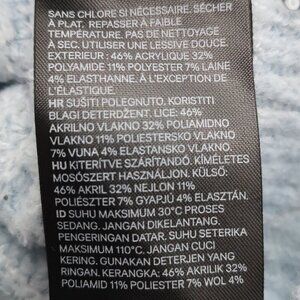 SANS CHLORE SI NÉCESSAIRE. SÉCHER
À PLAT. REPASSER À FAIBLE
TEMPÉRATURE. PAS DE NETTOYAGE
À SEC. UTILISER UNE LESSIVE DOUCE.
EXTERIEUR : 46% ACRYLIQUE 32%
POLYAMIDE 11% POLYESTER 7% LAINE
4% ELASTHANNE. À L'EXCEPTION DE
L'ÉLASTIQUE.
HR SUŠITI POLEGNUTO. KORISTITI
BLAGI DETERDŽENT. LICE: 46%
AKRILNO VLAKNO 32% POLIAMIDNO
VLAKNO 11% POLIESTERSKO VLAKNO
7% VUNA 4% ELASTANSKO VLAKNO.
HU KITERÍTVE SZÁRÍTANDÓ. KÍMÉLETES
MOSÓSZERT HASZNÁLJON. KÜLSŐ:
46% AKRIL 32% NEJLON 11%
POLIÉSZTER 7% GYAPJÚ 4% ELASZTÁN.
ID SUHU MAKSIMUM 30°C PROSES
SEDANG. JANGAN DIKELANTANG.
PENGERINGAN DATAR. SUHU SETERIKA
MAKSIMUM 110°C. JANGAN CUCI
KERING. GUNAKAN DETERJEN YANG
RINGAN. KERANGKA: 46% AKRILIK 32%
POLIAMID 11% POLIESTER 7% WOL 4%